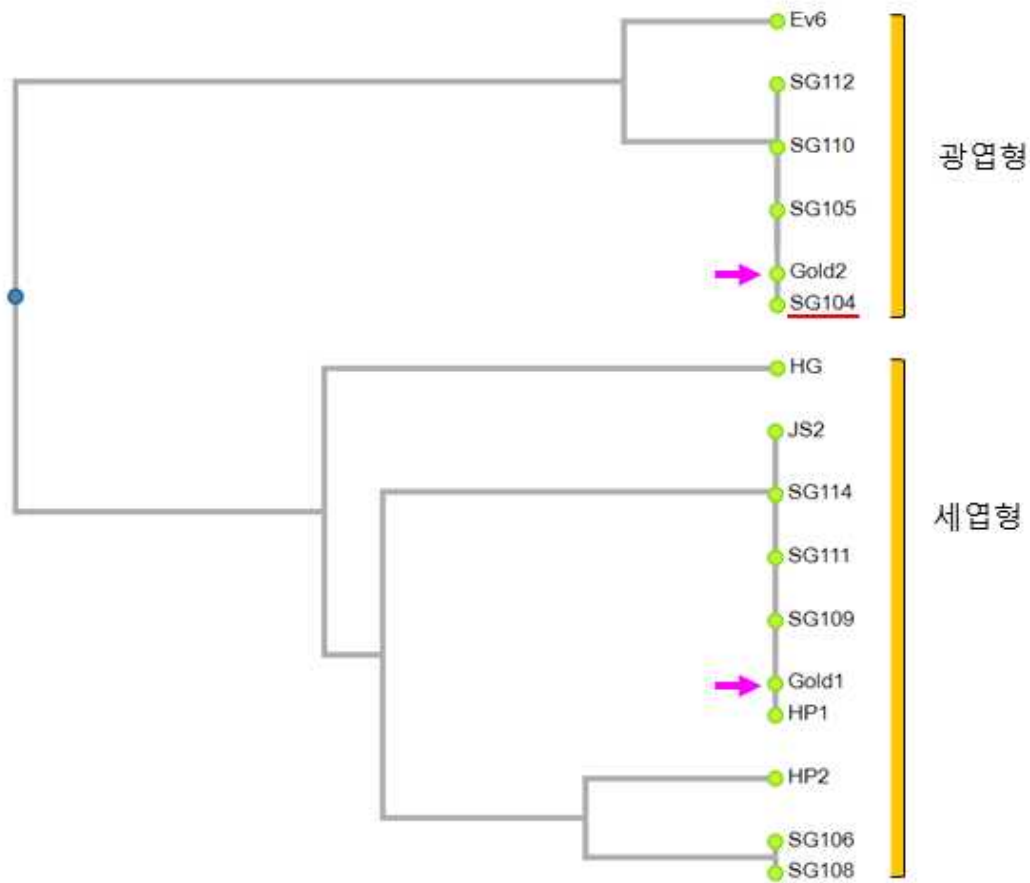 Ev6
SG112
SG110
SG105
Gold2
SG104
광엽형
HG
JS2
SG114
SG111
SG109
Gold1
HP1
HP2
SG106
SG108
세엽형